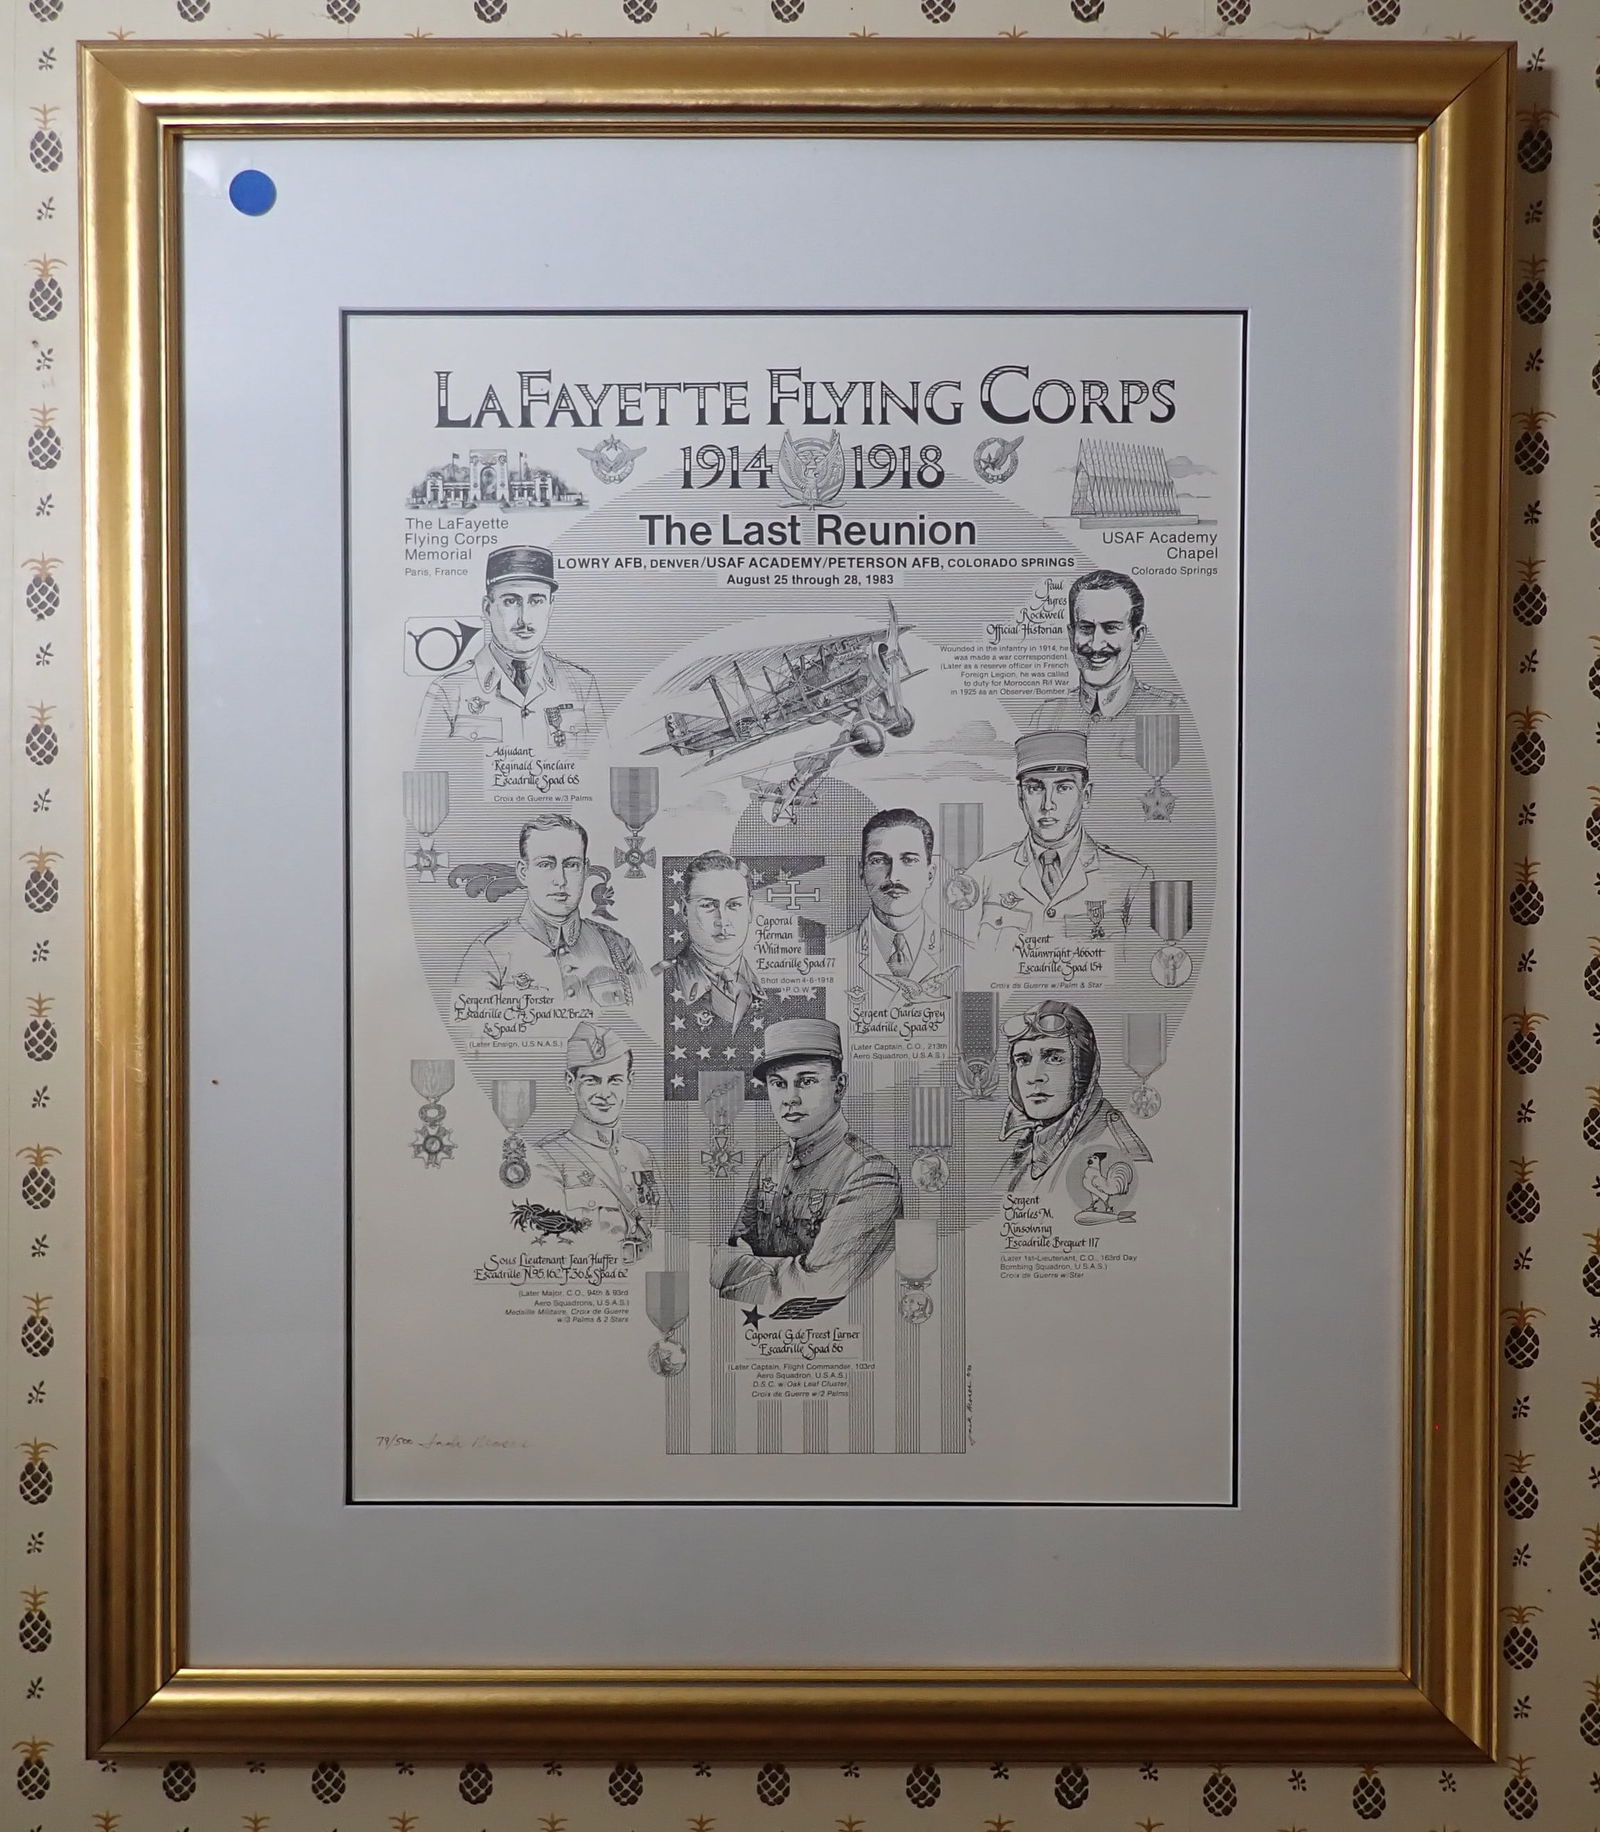 LAFAYETTE FLYING CORPS
1914 1918
The Last Reunion
LOWRY AFB, DENVER/USAF ACADEMY/PETERSON AFB, COLORADO SPRINGS
August 25 through 28, 1983
The LaFayette
Flying Corps
Memorial
Paris, France
USAF Academy
Chapel
Colorado Springs
Paul
Ayres
Rockwell
Official Historian
Wounded in the infantry in 1914, he
was made a war correspondent.
(Later as a reserve officer in French
Foreign Legion, he was called
to duty for Moroccan Rif War
in 1925 as an Observer/Bomber.)
Adjudant
Reginald Sinclaire
Escadrille Spad 68
Croix de Guerre w/3 Palms
Caporal
Herman
Whitmore
Escadrille Spad 77
Shot down 4-6-1918
P.O.W.
Sergent
Wainwright Abbott
Escadrille Spad 154
Croix de Guerre w/Palm & Star
Sergent Henry Forster
Escadrille C.74, Spad 102, Br.224
& Spad 15
(Later Ensign, U.S.N.A.S.)
Sergent Charles Grey
Escadrille Spad 93
(Later Captain, C.O., 213th
Aero Squadron, U.S.A.S.)
Sergent
Charles M.
Kinsolving
Escadrille Breguet 117
(Later 1st-Lieutenant, C.O., 163rd Day
Bombing Squadron, U.S.A.S.)
Croix de Guerre w/Star
Sous Lieutenant Jean Huffer
Escadrille N.95, 162, F.36 & Spad 62
(Later Major, C.O., 94th & 93rd
Aero Squadrons, U.S.A.S.)
Medaille Militaire, Croix de Guerre
w/3 Palms & 2 Stars
Caporal G. de Freest Larner
Escadrille Spad 86
(Later Captain, Flight Commander, 103rd
Aero Squadron, U.S.A.S.)
D.S.C. w/Oak Leaf Cluster,
Croix de Guerre w/2 Palms
79/500